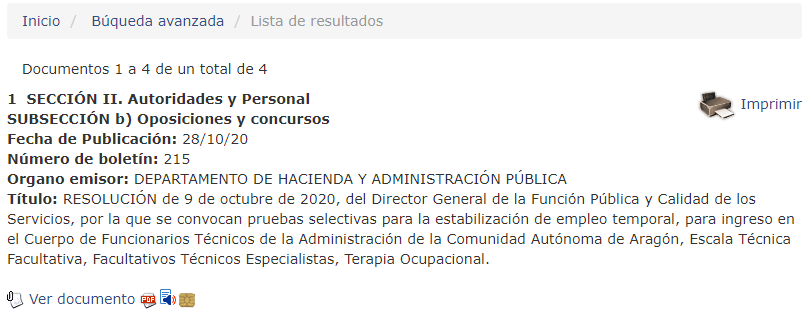 Inicio / Búqueda avanzada / Lista de resultados
Documentos 1 a 4 de un total de 4
1 SECCIÓN II. Autoridades y Personal
Imprimir
SUBSECCIÓN b) Oposiciones y concursos
Fecha de Publicación: 28/10/20
Número de boletín: 215
Organo emisor: DEPARTAMENTO DE HACIENDA Y ADMINISTRACIÓN PÚBLICA
Título: RESOLUCIÓN de 9 de octubre de 2020, del Director General de la Función Pública y Calidad de los
Servicios, por la que se convocan pruebas selectivas para la estabilización de empleo temporal, para ingreso en
el Cuerpo de Funcionarios Técnicos de la Administración de la Comunidad Autónoma de Aragón, Escala Técnica
Facultativa, Facultativos Técnicos Especialistas, Terapia Ocupacional.
Ver documento PDF